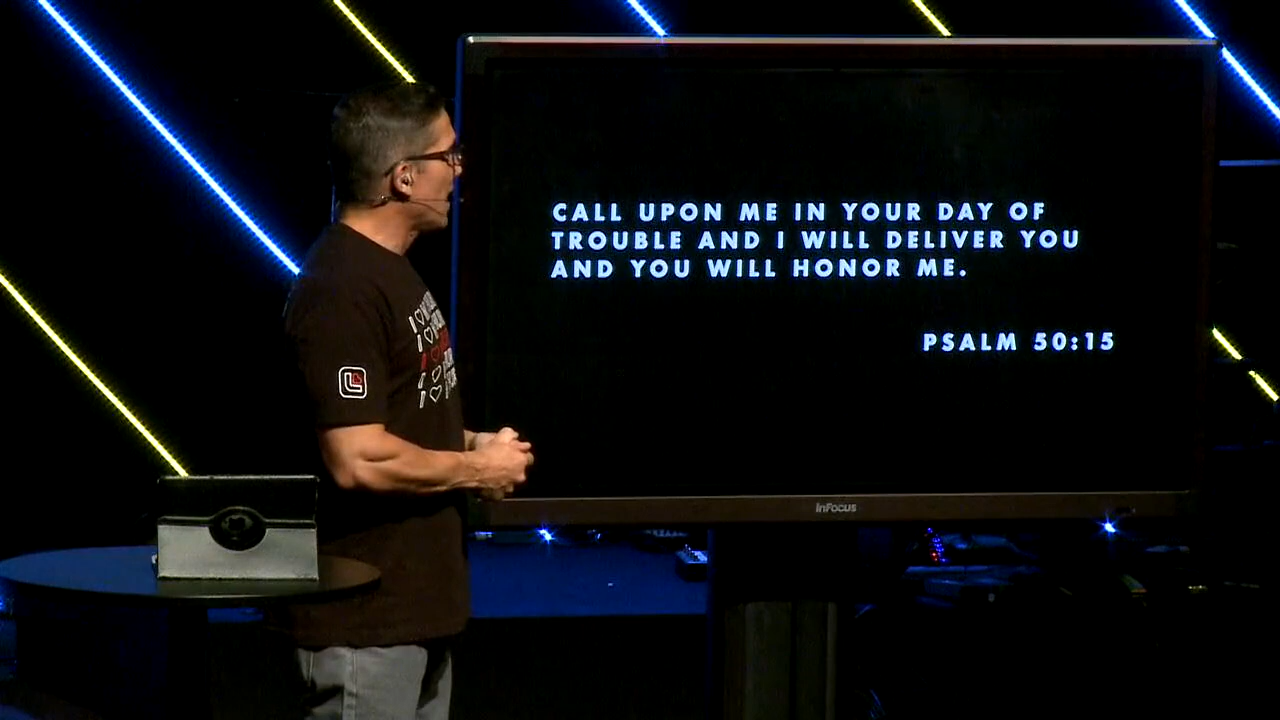 CALL UPON ME IN YOUR DAY OF
TROUBLE AND I WILL DELIVER YOU
AND YOU WILL HONOR ME.
PSALM 50:15
InFocus